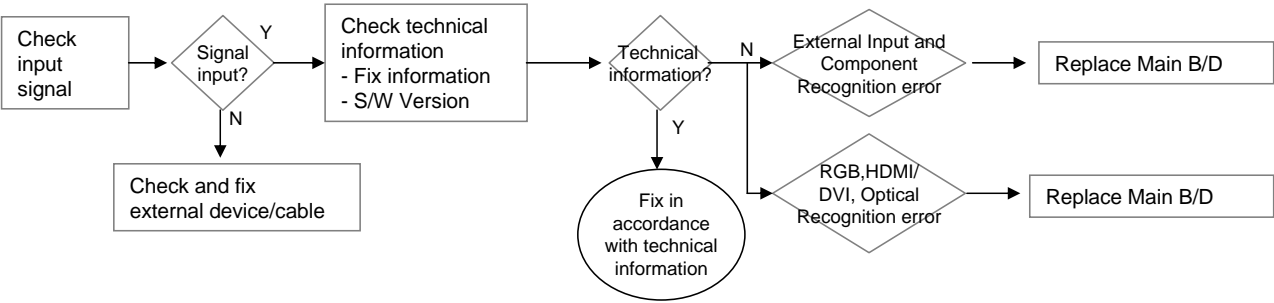 Check
input
signal
Signal
input?
Y
N
Check and fix
external device/cable
Check technical
information
- Fix information
- S/W Version
Technical
information?
N
Y
Fix in
accordance
with technical
information
External Input and
Component
Recognition error
Replace Main B/D
RGB,HDMI/
DVI, Optical
Recognition error
Replace Main B/D